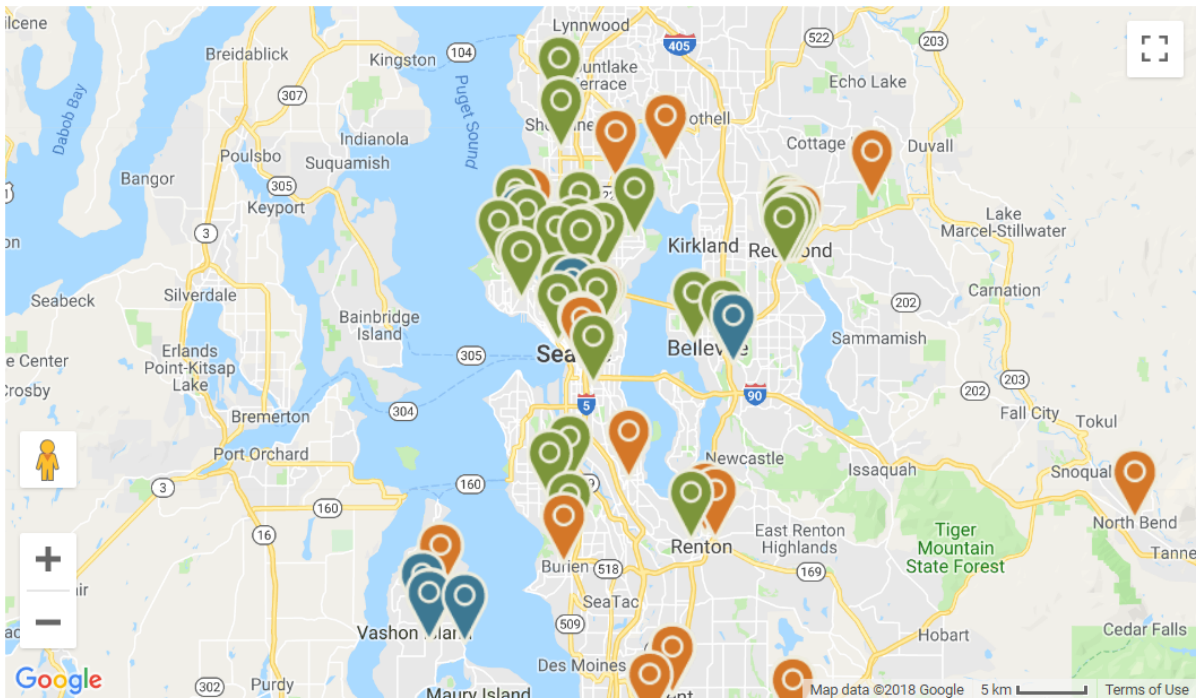 Lynnwood
522
203
Breidablick
Kingston
104
405
Echo Lake
307
Dabob Bay
Puget Sound
Indianola
Cottage
Duvall
Poulsbo
Suquamish
Bangor
305
Keyport
Lake
Marcel-Stillwater
3
Kirkland
Seabeck
Silverdale
Carnation
202
Bainbridge
Island
Sammamish
Erlands
Point-Kitsap
Lake
305
Bellevue
203
202
304
5
90
Bremerton
Fall City
Tokul
Port Orchard
Newcastle
Issaquah
3
160
160
North Bend
16
Renton
East Renton
Highlands
Tiger
Mountain
State Forest
Burien
518
169
SeaTac
509
Vashon Island
Hobart
Cedar Falls
Des Moines
302
Purdy
Maury Island
Google
Map data ©2018 Google
5 km
Terms of Use